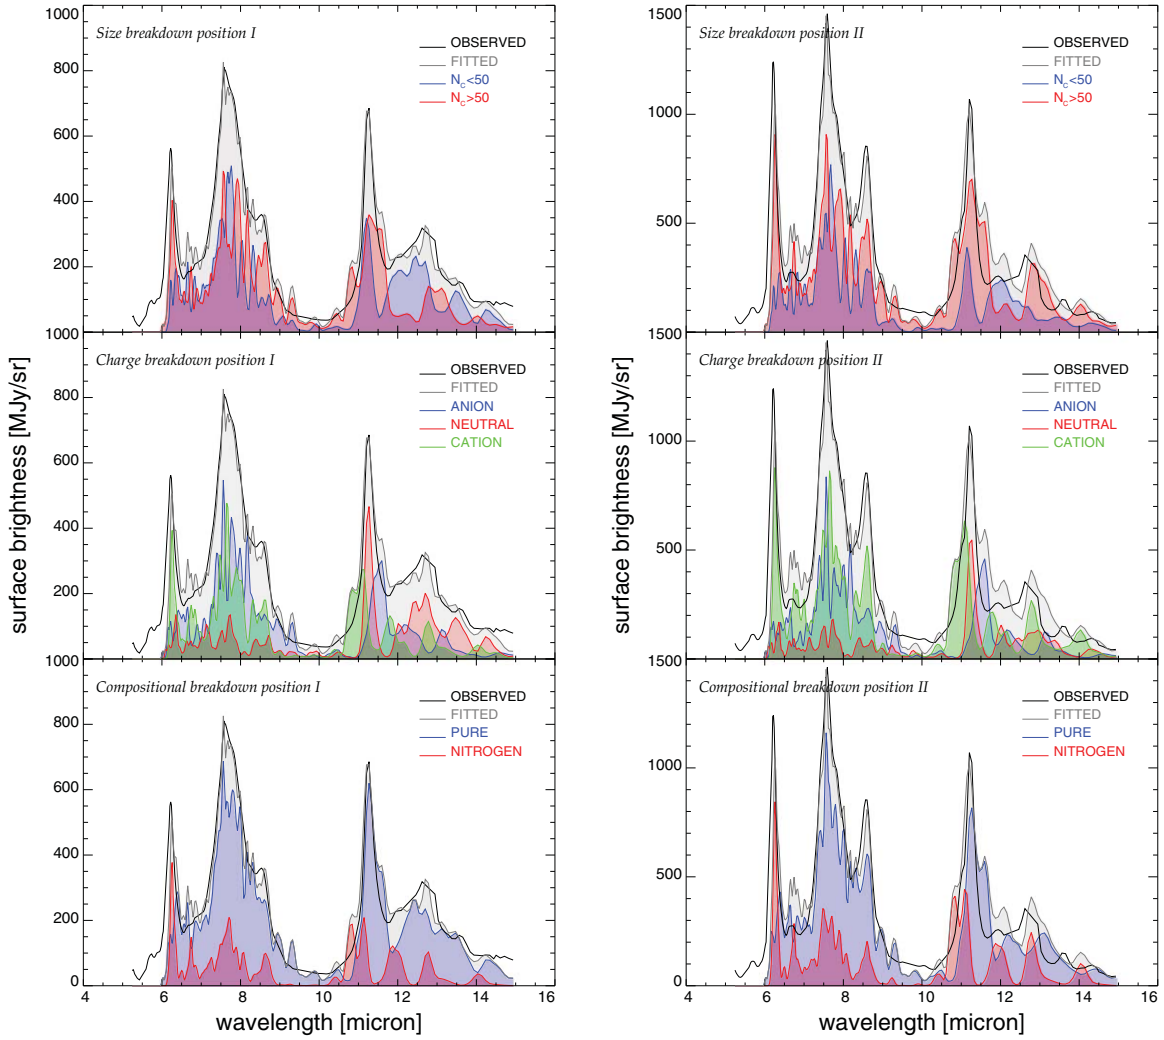 Size breakdown position I
OBSERVED
FITTED
N_c<50
N_c>50
1000
800
600
400
200
Size breakdown position II
OBSERVED
FITTED
N_c<50
N_c>50
1500
1000
500
Charge breakdown position I
OBSERVED
FITTED
ANION
NEUTRAL
CATION
1000
800
600
400
200
Charge breakdown position II
OBSERVED
FITTED
ANION
NEUTRAL
CATION
1500
1000
500
Compositional breakdown position I
OBSERVED
FITTED
PURE
NITROGEN
1000
800
600
400
200
0
Compositional breakdown position II
OBSERVED
FITTED
PURE
NITROGEN
1500
1000
500
0
surface brightness [MJy/sr]
surface brightness [MJy/sr]
4 6 8 10 12 14 16
4 6 8 10 12 14 16
wavelength [micron]
wavelength [micron]